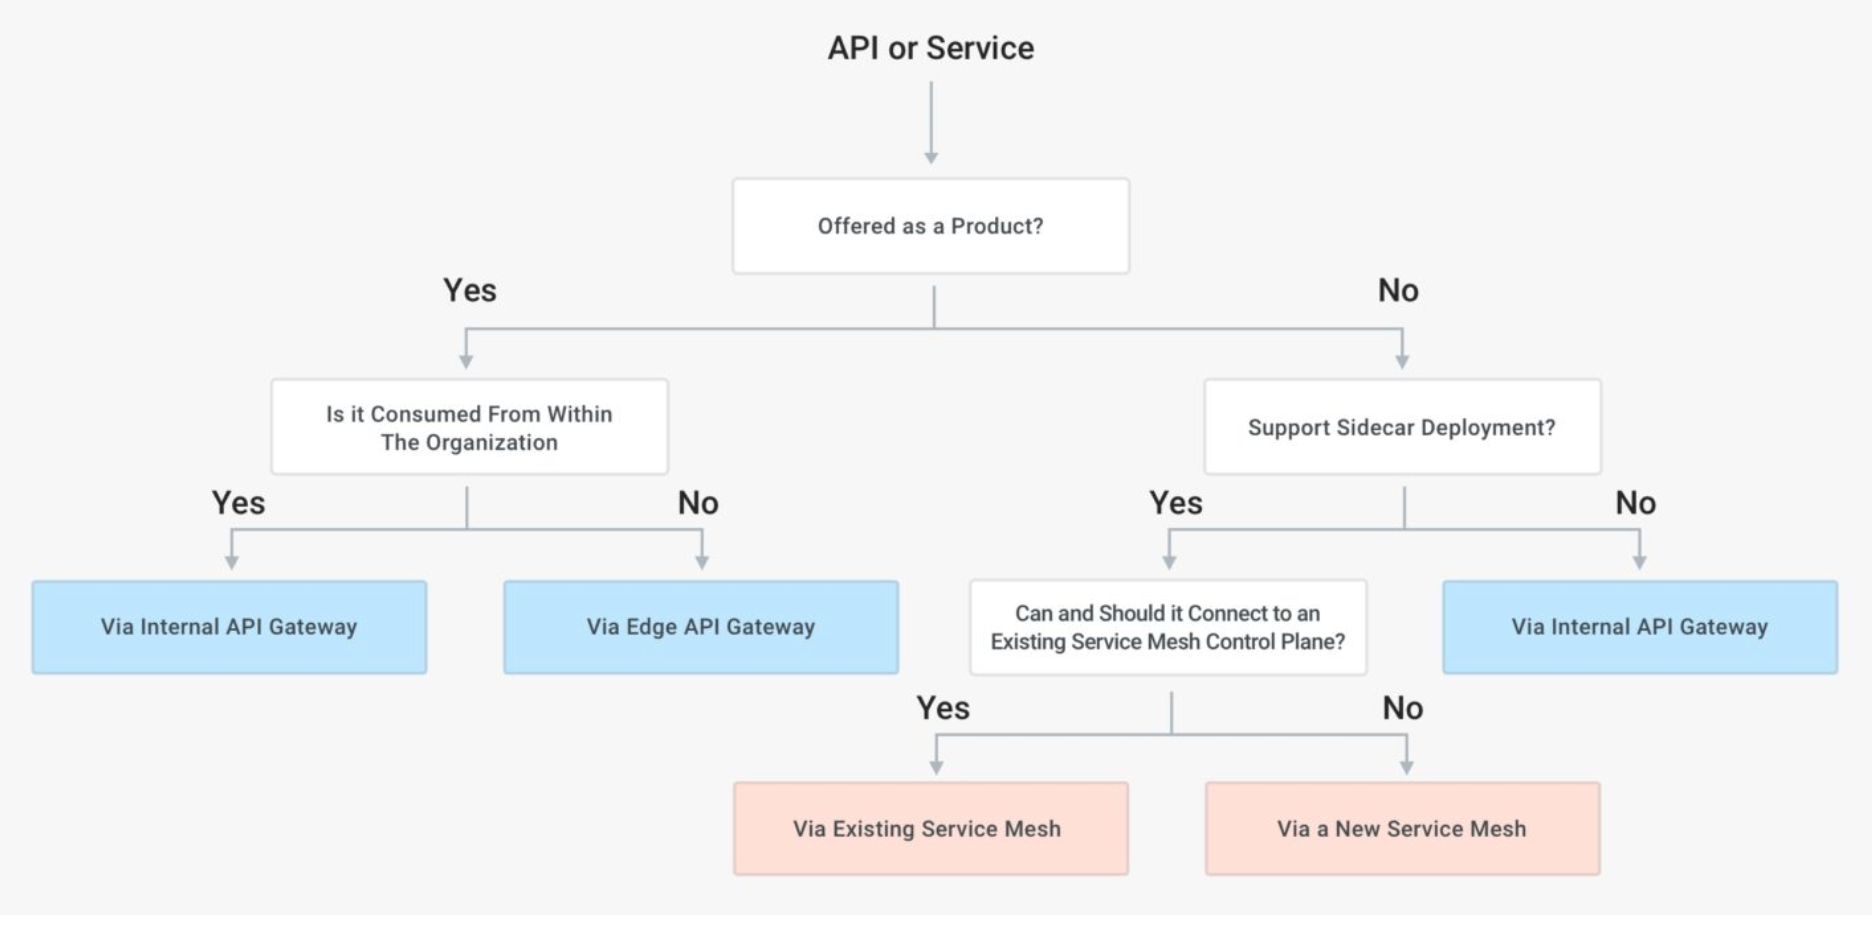 API or Service
Offered as a Product?
Yes
No
Is it Consumed From Within
The Organization
Support Sidecar Deployment?
Yes
No
Yes
No
Via Internal API Gateway
Via Edge API Gateway
Can and Should it Connect to an
Existing Service Mesh Control Plane?
Via Internal API Gateway
Yes
No
Via Existing Service Mesh
Via a New Service Mesh